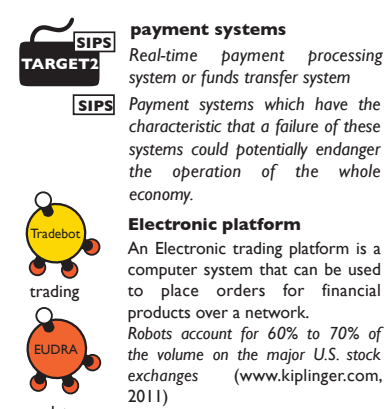 payment systems
SIPS
TARGET2
Real-time payment processing
system or funds transfer system
SIPS
Payment systems which have the
characteristic that a failure of these
systems could potentially endanger
the operation of the whole
economy.
Tradebot
trading
Electronic platform
An Electronic trading platform is a
computer system that can be used
to place orders for financial
products over a network.
EUDRA
Robots account for 60% to 70% of
the volume on the major U.S. stock
exchanges (www.kiplinger.com,
2011)